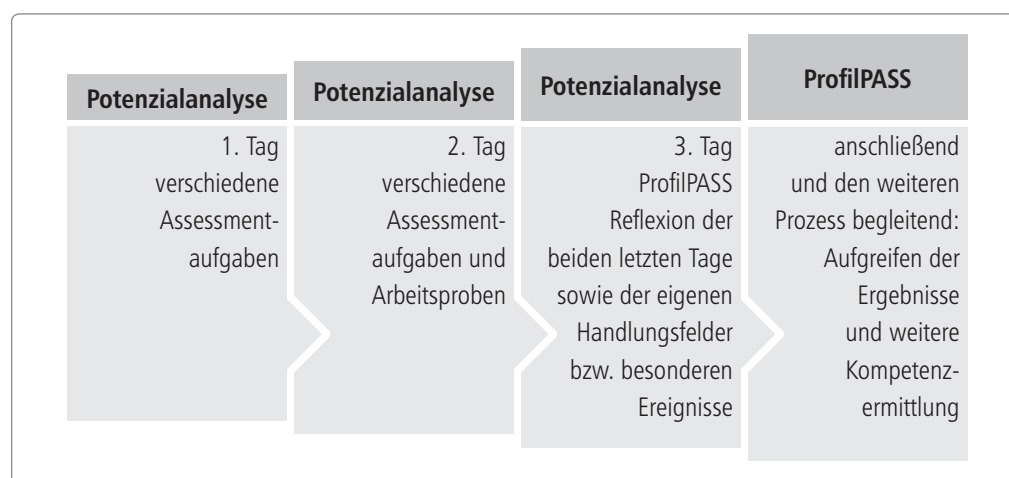 Potenzialanalyse
1. Tag
verschiedene
Assessment-
aufgaben
Potenzialanalyse
2. Tag
verschiedene
Assessment-
aufgaben und
Arbeitsproben
Potenzialanalyse
3. Tag
ProfilPASS
Reflexion der
beiden letzten Tage
sowie der eigenen
Handlungsfelder
bzw. besonderen
Ereignisse
ProfilPASS
anschließend
und den weiteren
Prozess begleitend:
Aufgreifen der
Ergebnisse
und weitere
Kompetenz-
ermittlung